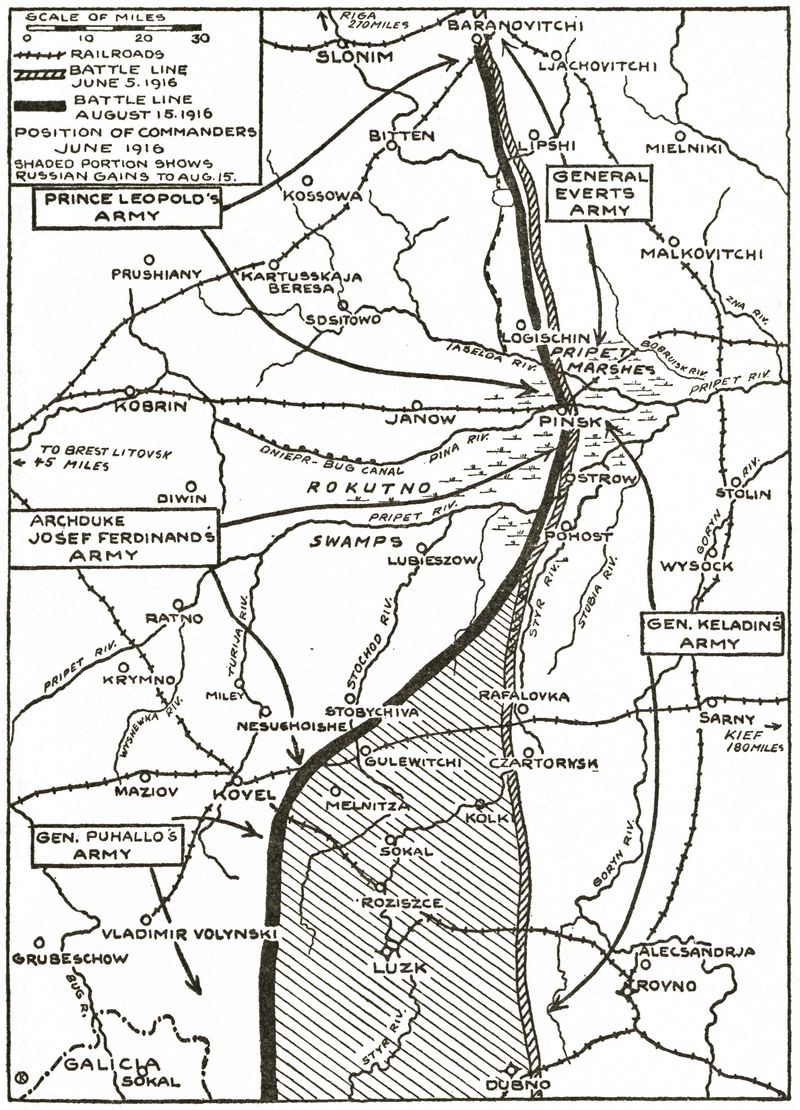 SCALE OF MILES
0 10 20 30
RAILROADS
BATTLE LINE
JUNE 5.1916
BATTLE LINE
AUGUST 15.1916
POSITION OF COMMANDERS
JUNE 1916
SHADED PORTION SHOWS
RUSSIAN GAINS TO AUG.15.
RIGA
270 MILES
BARANOVITCHI
SLONIM
LJACHOVITCHI
BITTEN
LIPSHI
MIELNIKI
KOSSOWA
PRINCE LEOPOLD'S
ARMY
GENERAL
EVERTS
ARMY
PRUSHIANY
KARTUSSKAJA
BERESA
MALKOVITCHI
SDSITOWO
ZNA RIV.
LOGISCHIN
IASELDA RIV.
PRIPET
MARSHES
BOBRUISK RIV.
PRIPET RIV.
KOBRIN
JANOW
PINSK
TO BREST LITOVSK
45 MILES
DNIEPR-BUG CANAL
PINA RIV.
DIWIN
ROKUTNO
STROW
STOLIN
GORYN RIV.
PRIPET RIV.
ARCHDUKE
JOSEF FERDINAND'S
ARMY
SWAMPS
LUBIESZOW
POHOST
WYSOCK
STYR RIV.
STUBIA RIV.
RATNO
GEN. KELADIN'S
ARMY
PRIPET RIV.
KRYMNO
TURIJA RIV.
STOCHOD RIV.
MILEY
WYSHEWKA RIV.
NESUCHOISHE
STOBYCHIVA
RAFALOVKA
SARNY
KIEF
180 MILES
GULEWITCHI
CZARTORYSK
MAZIOV
KOVEL
MELNITZA
KOLKI
GEN. PUHALLO'S
ARMY
SOKAL
GORYN RIV.
ROZISZCE
VLADIMIR VOLYNSKI
GRUBESCHOW
LUZK
ALECSANDRJA
ROVNO
BUG R.
STYR RIV.
GALICIA
SOKAL
DUBNO
K